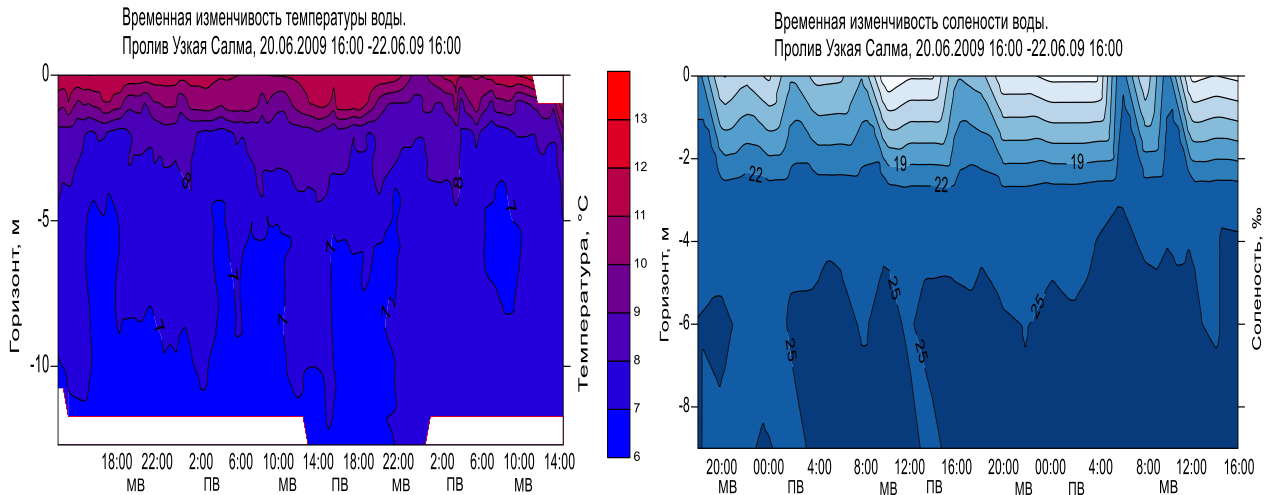 Временная изменчивость температуры воды.
Пролив Узкая Салма, 20.06.2009 16:00 -22.06.09 16:00
0
-5
-10
Горизонт, м
8
8
7
7
7
7
7
7
7
18:00 22:00 2:00 6:00 10:00 14:00 18:00 22:00 2:00 6:00 10:00 14:00
МВ ПВ МВ ПВ МВ ПВ МВ
Температура, °C
13
12
11
10
9
8
7
6
Временная изменчивость солености воды.
Пролив Узкая Салма, 20.06.2009 16:00 -22.06.09 16:00
0
-2
-4
-6
-8
Горизонт, м
19
19
22
22
25
25
25
25
20:00 00:00 4:00 8:00 12:00 16:00 20:00 00:00 4:00 8:00 12:00 16:00
МВ ПВ МВ ПВ МВ ПВ МВ
Соленость, ‰